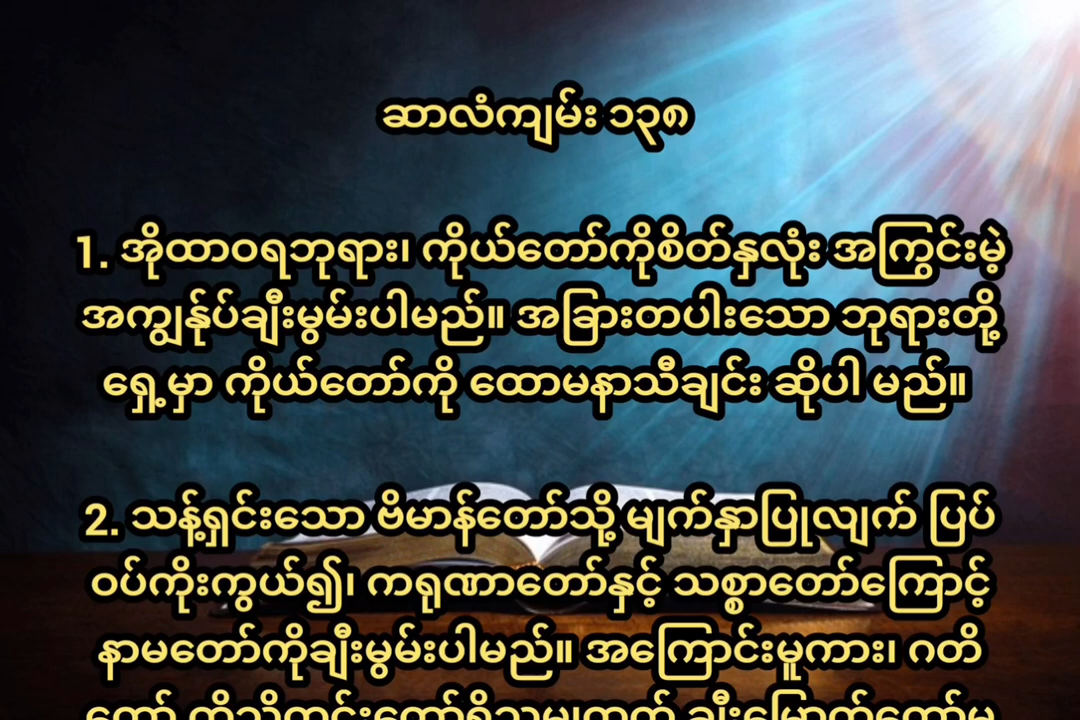 ဆာလံကျမ်း ၁၃၈
1. အိုထာဝရဘုရား၊ ကိုယ်တော်ကိုစိတ်နှလုံး အကြွင်းမဲ့
အကျွန်ုပ်ချီးမွမ်းပါမည်။ အခြားတပါးသော ဘုရားတို့
ရှေ့မှာ ကိုယ်တော်ကို ထောမနာသီချင်း ဆိုပါ မည်။
2. သန့်ရှင်းသော ဗိမာန်တော်သို့ မျက်နှာပြုလျက် ပြပ်
ဝပ်ကိုးကွယ်၍၊ ကရုဏာတော်နှင့် သစ္စာတော်ကြောင့်
နာမတော်ကိုချီးမွမ်းပါမည်။ အကြောင်းမူကား၊ ဂတိ